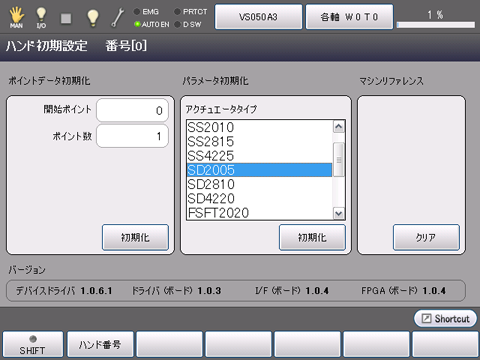 MAN I/O AUTO EN EMG PRTCT D-SW VS050A3 各軸 W 0 T 0 1 %
ハンド初期設定 番号[0]
ポイントデータ初期化 パラメータ初期化 マシンリファレンス
開始ポイント 0
ポイント数 1
初期化
アクチュエータタイプ
SS2010
SS2815
SS4225
SD2005
SD2810
SD4220
FSFT2020
初期化
クリア
バージョン
デバイスドライバ 1.0.6.1 ドライバ (ボード) 1.0.3 I/F (ボード) 1.0.4 FPGA (ボード) 1.0.4
Shortcut
SHIFT ハンド番号